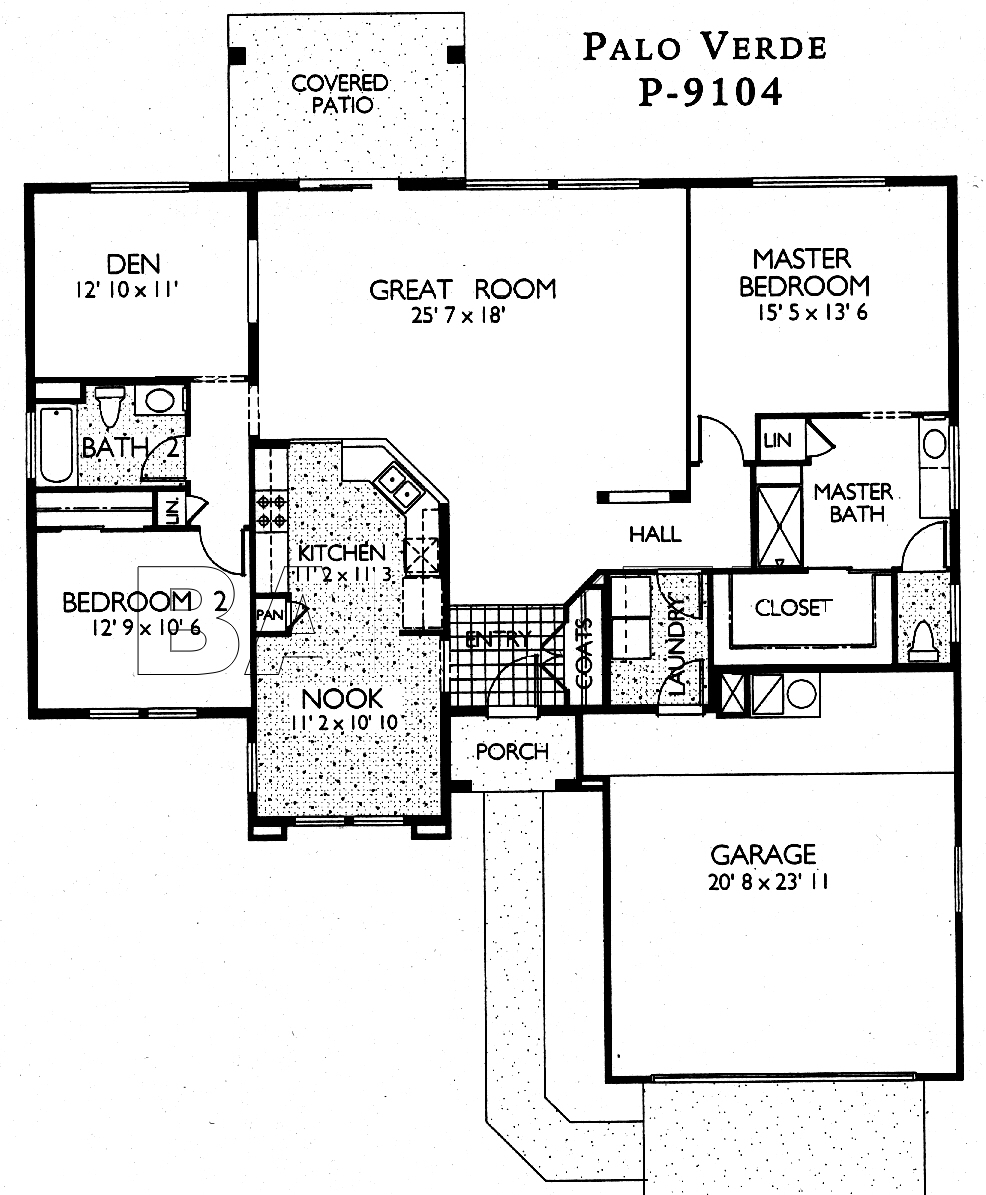 PALO VERDE
P-9104
COVERED
PATIO
DEN
12' 10 x 11'
GREAT ROOM
25' 7 x 18'
MASTER
BEDROOM
15' 5 x 13' 6
BATH 2
LIN
LIN.
MASTER
BATH
HALL
KITCHEN
11' 2 x 11' 3
BEDROOM 2
12' 9 x 10' 6
PAN
ENTRY
COATS
LAUNDRY
CLOSET
NOOK
11' 2 x 10' 10
PORCH
GARAGE
20' 8 x 23' 11
BA